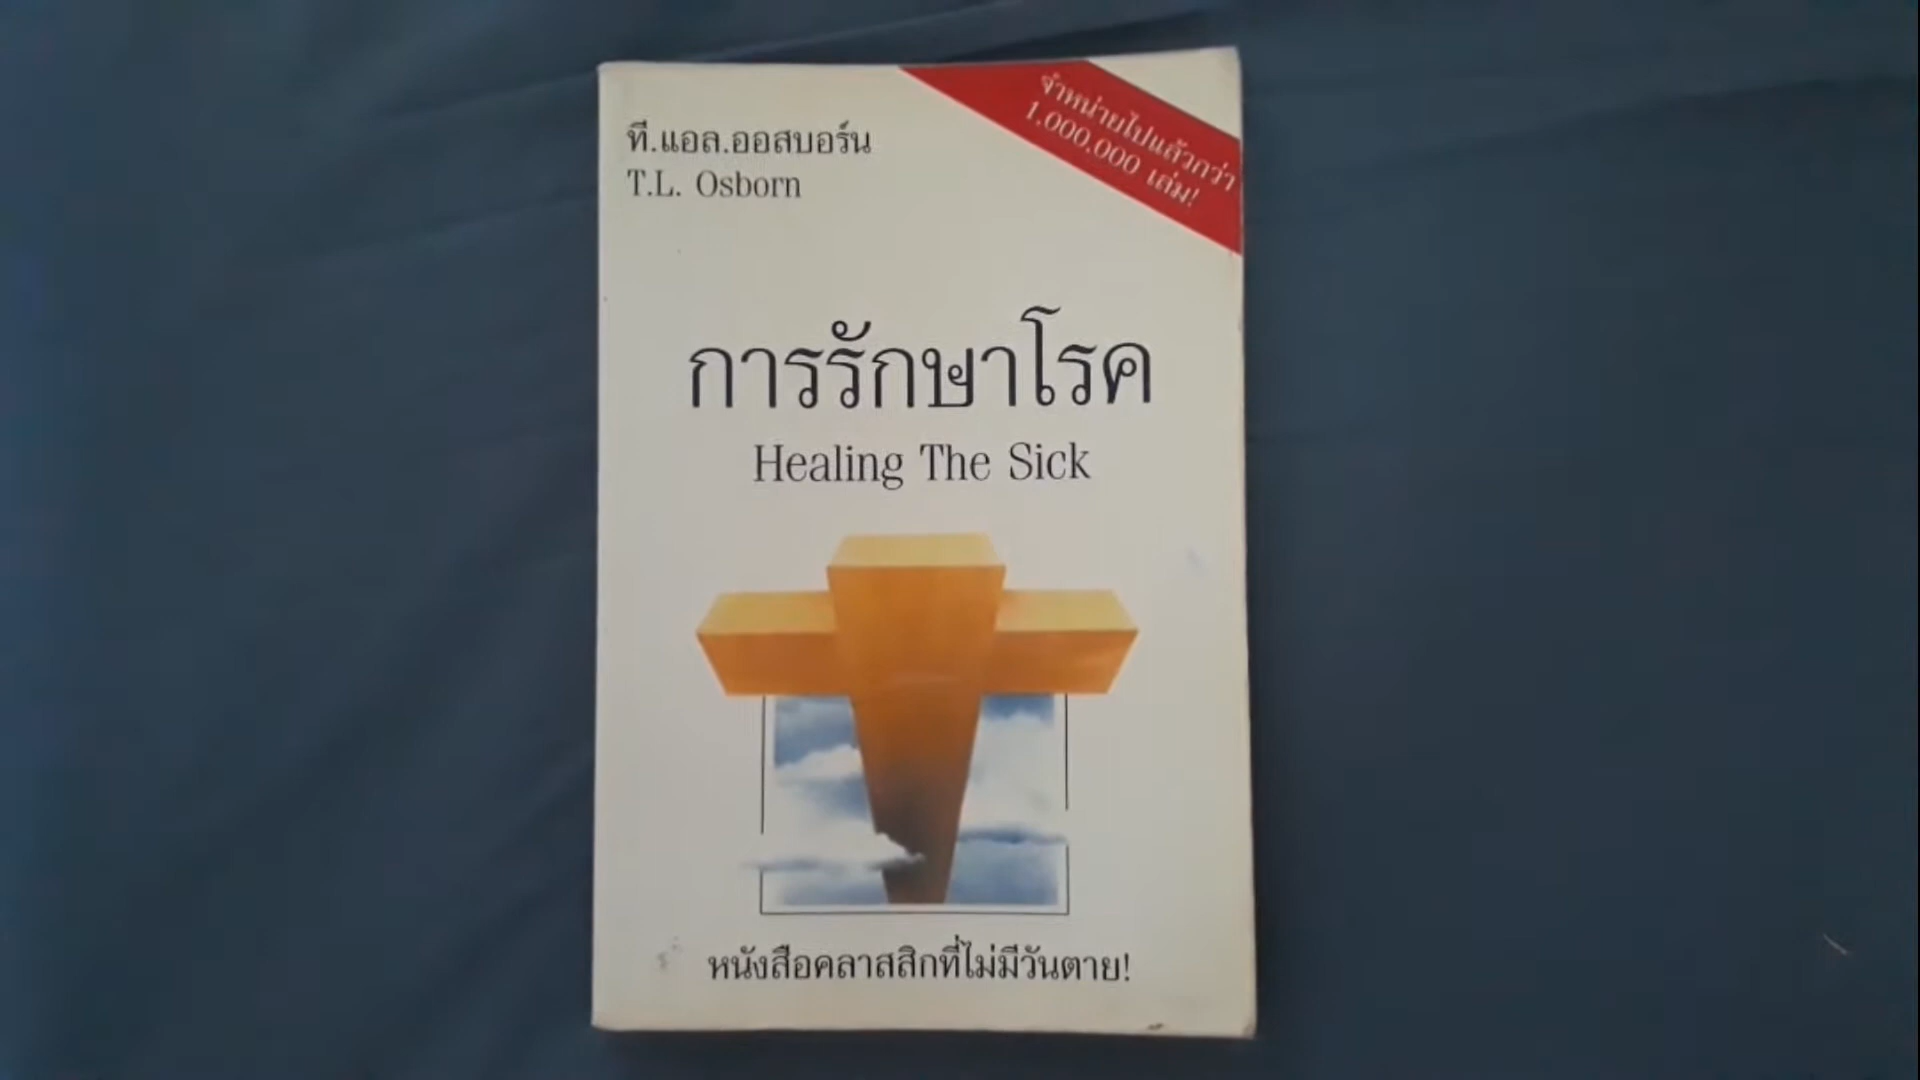 ที.แอล.ออสบอร์น
T.L. Osborn
จำหน่ายไปแล้วกว่า
1,000,000 เล่ม!
การรักษาโรค
Healing The Sick
หนังสือคลาสสิกที่ไม่มีวันตาย!